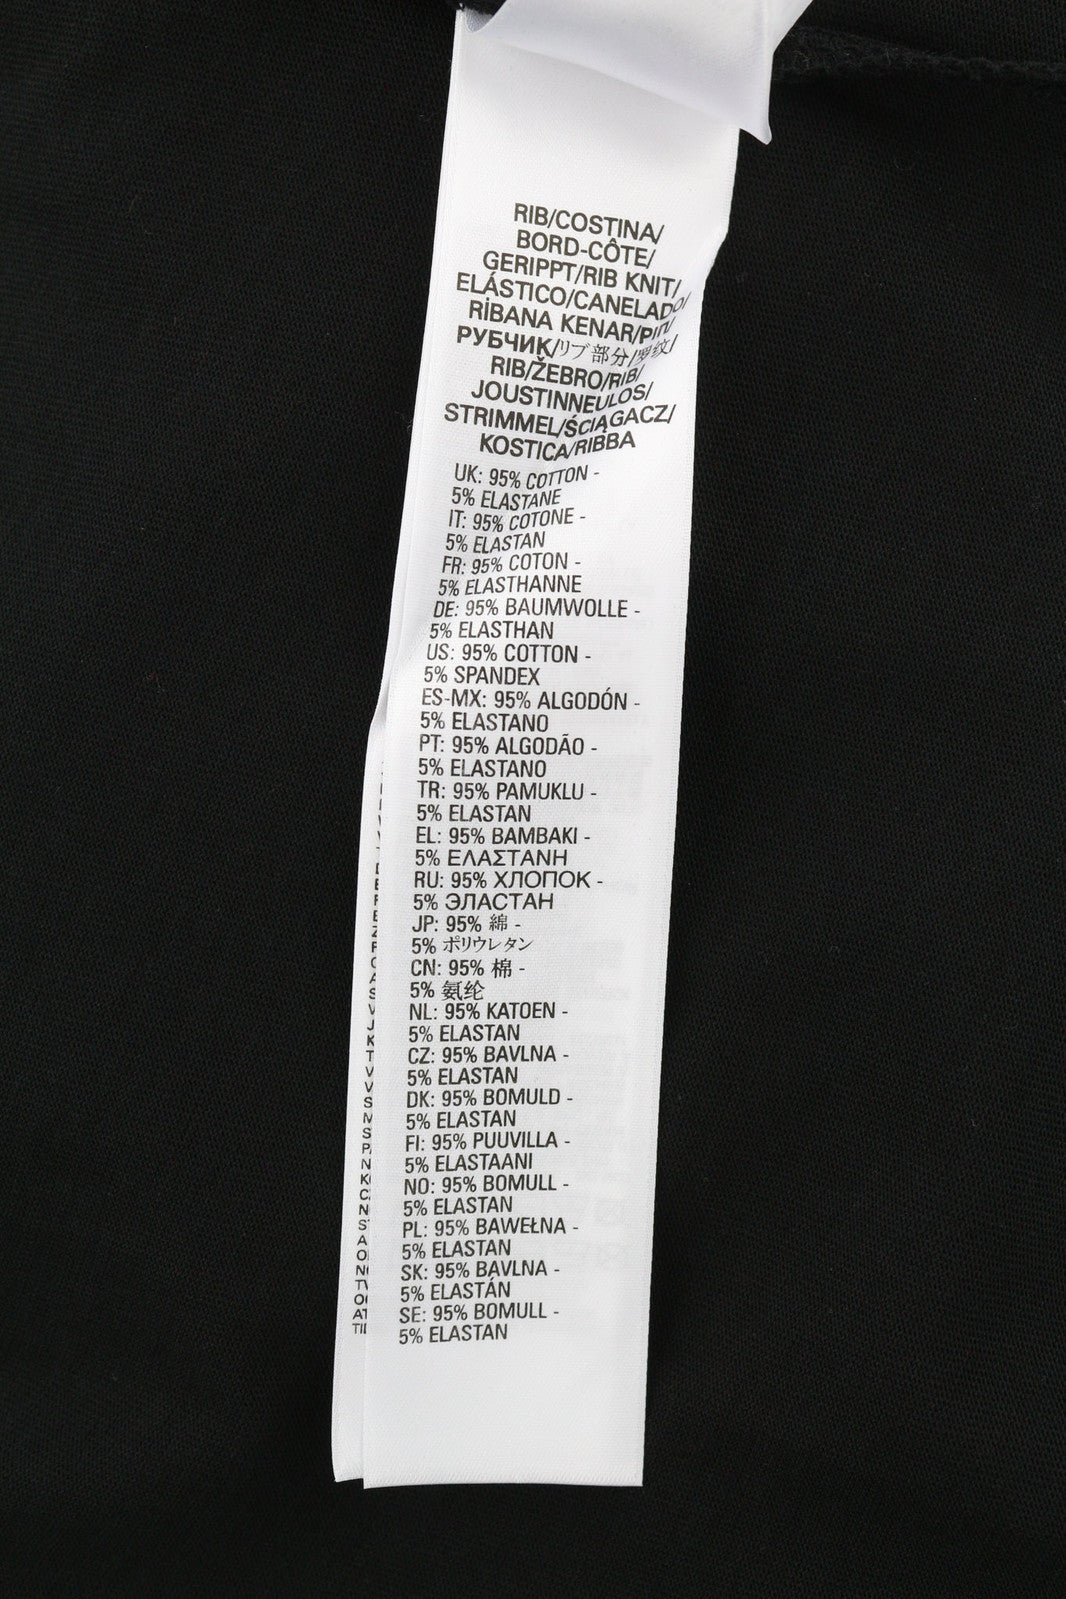 RIB/COSTINA/
BORD-CÔTE/
GERIPPT/RIB KNIT/
ELÁSTICO/CANELADO/
RİBANA KENAR/ΡΙΠ/
РУБЧИК/リブ部分/罗纹/
RIB/ŽEBRO/RIB/
JOUSTINNEULOS/
STRIMMEL/ŚCIĄGACZ/
KOSTICA/RIBBA
UK: 95% COTTON -
5% ELASTANE
IT: 95% COTONE -
5% ELASTAN
FR: 95% COTON -
5% ELASTHANNE
DE: 95% BAUMWOLLE -
5% ELASTHAN
US: 95% COTTON -
5% SPANDEX
ES-MX: 95% ALGODÓN -
5% ELASTANO
PT: 95% ALGODÃO -
5% ELASTANO
TR: 95% PAMUKLU -
5% ELASTAN
EL: 95% BAMBAKI -
5% ΕΛΑΣΤΑΝΗ
RU: 95% ХЛОПОК -
5% ЭЛАСТАН
JP: 95% 綿 -
5% ポリウレタン
CN: 95% 棉 -
5% 氨纶
NL: 95% KATOEN -
5% ELASTAN
CZ: 95% BAVLNA -
5% ELASTAN
DK: 95% BOMULD -
5% ELASTAN
FI: 95% PUUVILLA -
5% ELASTAANI
NO: 95% BOMULL -
5% ELASTAN
PL: 95% BAWEŁNA -
5% ELASTAN
SK: 95% BAVLNA -
5% ELASTÁN
SE: 95% BOMULL -
5% ELASTAN